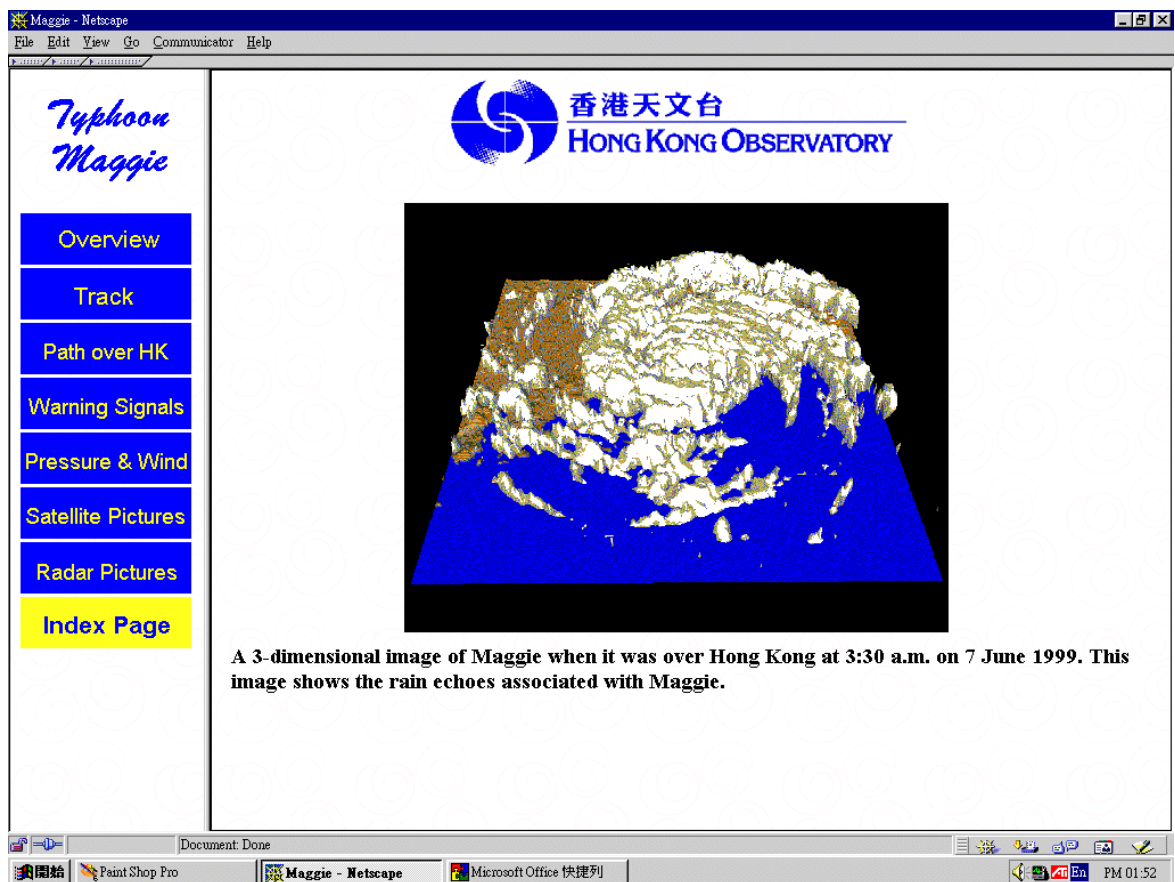 Maggie - Netscape
File Edit View Go Communicator Help
Typhoon
Maggie
Overview
Track
Path over HK
Warning Signals
Pressure & Wind
Satellite Pictures
Radar Pictures
Index Page
香港天文台
HONG KONG OBSERVATORY
A 3-dimensional image of Maggie when it was over Hong Kong at 3:30 a.m. on 7 June 1999. This
image shows the rain echoes associated with Maggie.
Document: Done
開始 Paint Shop Pro Maggie - Netscape Microsoft Office 快捷列 ATI En PM 01:52